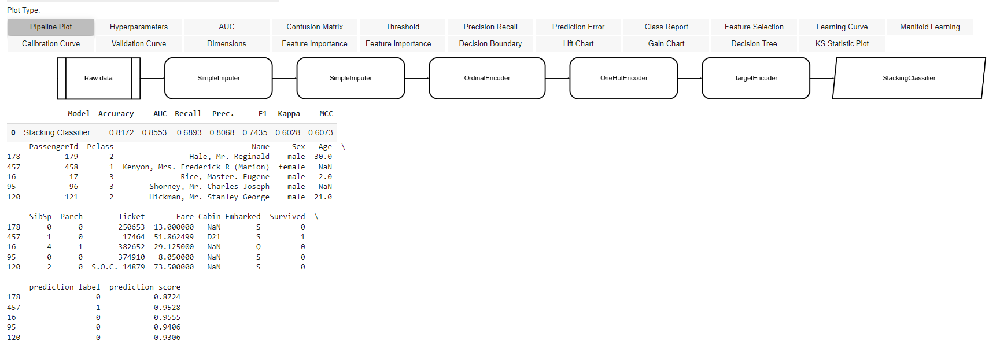 Plot Type:
Pipeline Plot Hyperparameters AUC Confusion Matrix Threshold Precision Recall Prediction Error Class Report Feature Selection Learning Curve Manifold Learning
Calibration Curve Validation Curve Dimensions Feature Importance Feature Importance... Decision Boundary Lift Chart Gain Chart Decision Tree KS Statistic Plot
Raw data SimpleImputer SimpleImputer OrdinalEncoder OneHotEncoder TargetEncoder StackingClassifier
Model Accuracy AUC Recall Prec. F1 Kappa MCC
0 Stacking Classifier 0.8172 0.8553 0.6893 0.8068 0.7435 0.6028 0.6073
PassengerId Pclass Name Sex Age \
178 179 2 Hale, Mr. Reginald male 30.0
457 458 1 Kenyon, Mrs. Frederick R (Marion) female NaN
16 17 3 Rice, Master. Eugene male 2.0
95 96 3 Shorney, Mr. Charles Joseph male NaN
120 121 2 Hickman, Mr. Stanley George male 21.0
SibSp Parch Ticket Fare Cabin Embarked Survived \
178 0 0 250653 13.000000 NaN S 0
457 1 0 17464 51.862499 D21 S 1
16 4 1 382652 29.125000 NaN Q 0
95 0 0 374910 8.050000 NaN S 0
120 2 0 S.O.C. 14879 73.500000 NaN S 0
prediction_label prediction_score
178 0 0.8724
457 1 0.9528
16 0 0.9555
95 0 0.9406
120 0 0.9306